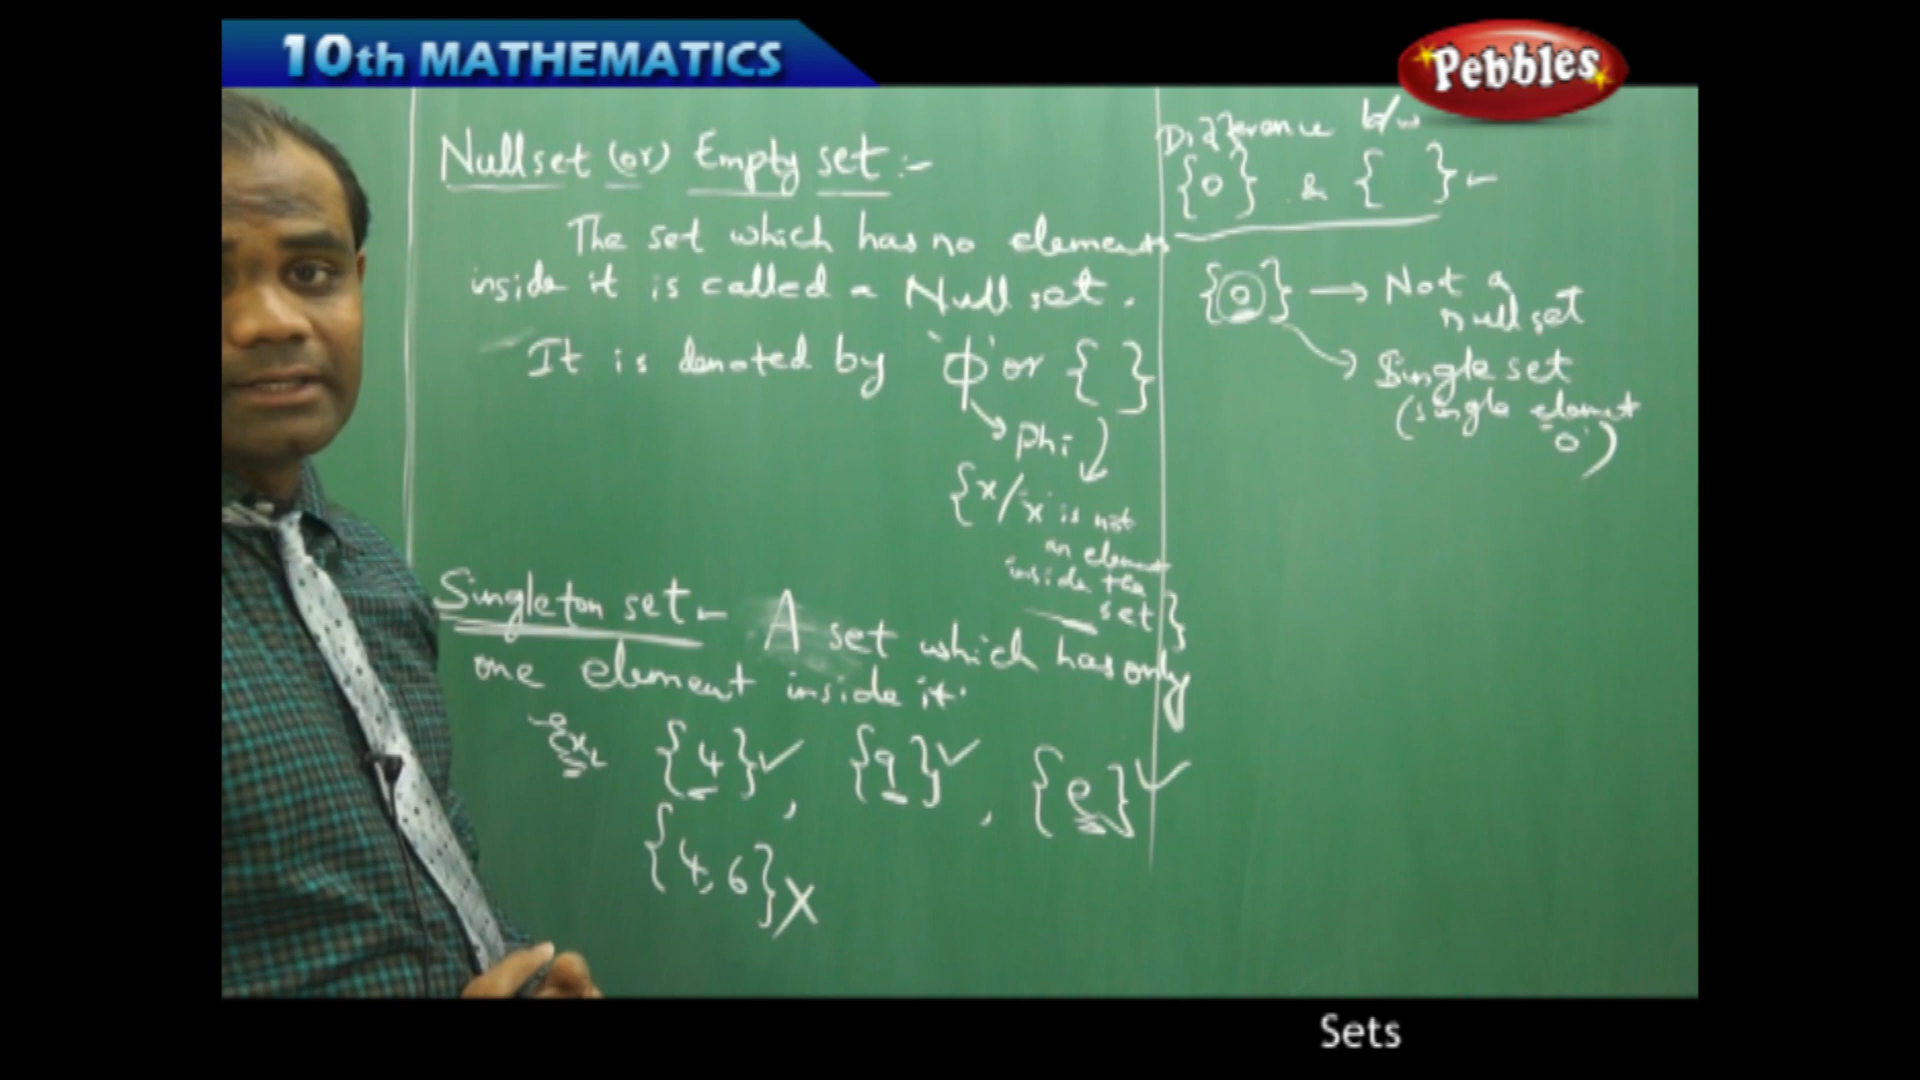 10th MATHEMATICS
Pebbles
Nullset (or) Empty set :-
The set which has no elements
inside it is called a Null set.
It is denoted by 'ϕ' or { }
Phi
{x/x is not
an element
inside the
set}
Singleton set - A set which has only
one element inside it.
Ex {4} ✓, {9} ✓, {e} ✓
{4,6} X
Difference b/w
{0} & { }
{0} → Not a
null set
Single set
(single element
0)
Sets